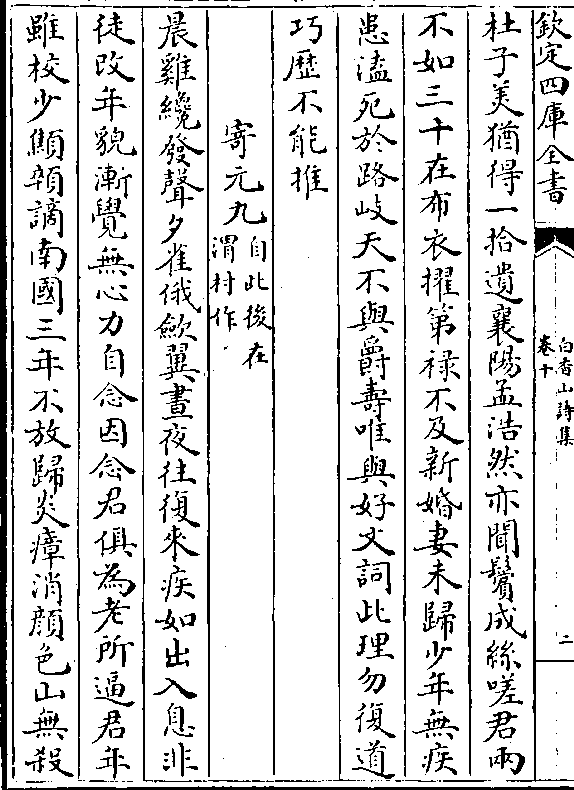 欽定四庫全書
白香山詩集
卷十
二
杜子美猶得一拾遺襄陽孟浩然亦聞鬢成絲嗟君兩
不如三十在布衣擢第祿不及新婚妻未歸少年無疾
患溘死於路歧天不與爵壽唯與好文詞此理勿復道
巧歷不能推
寄元九自此後在
渭村作
晨雞纔發聲夕雀俄歛翼晝夜往復來疾如出入息非
徒改年貌漸覺無心力自念因念君俱為老所逼君年
雖校少顦顇謫南國三年不放歸炎瘴消顔色山無殺